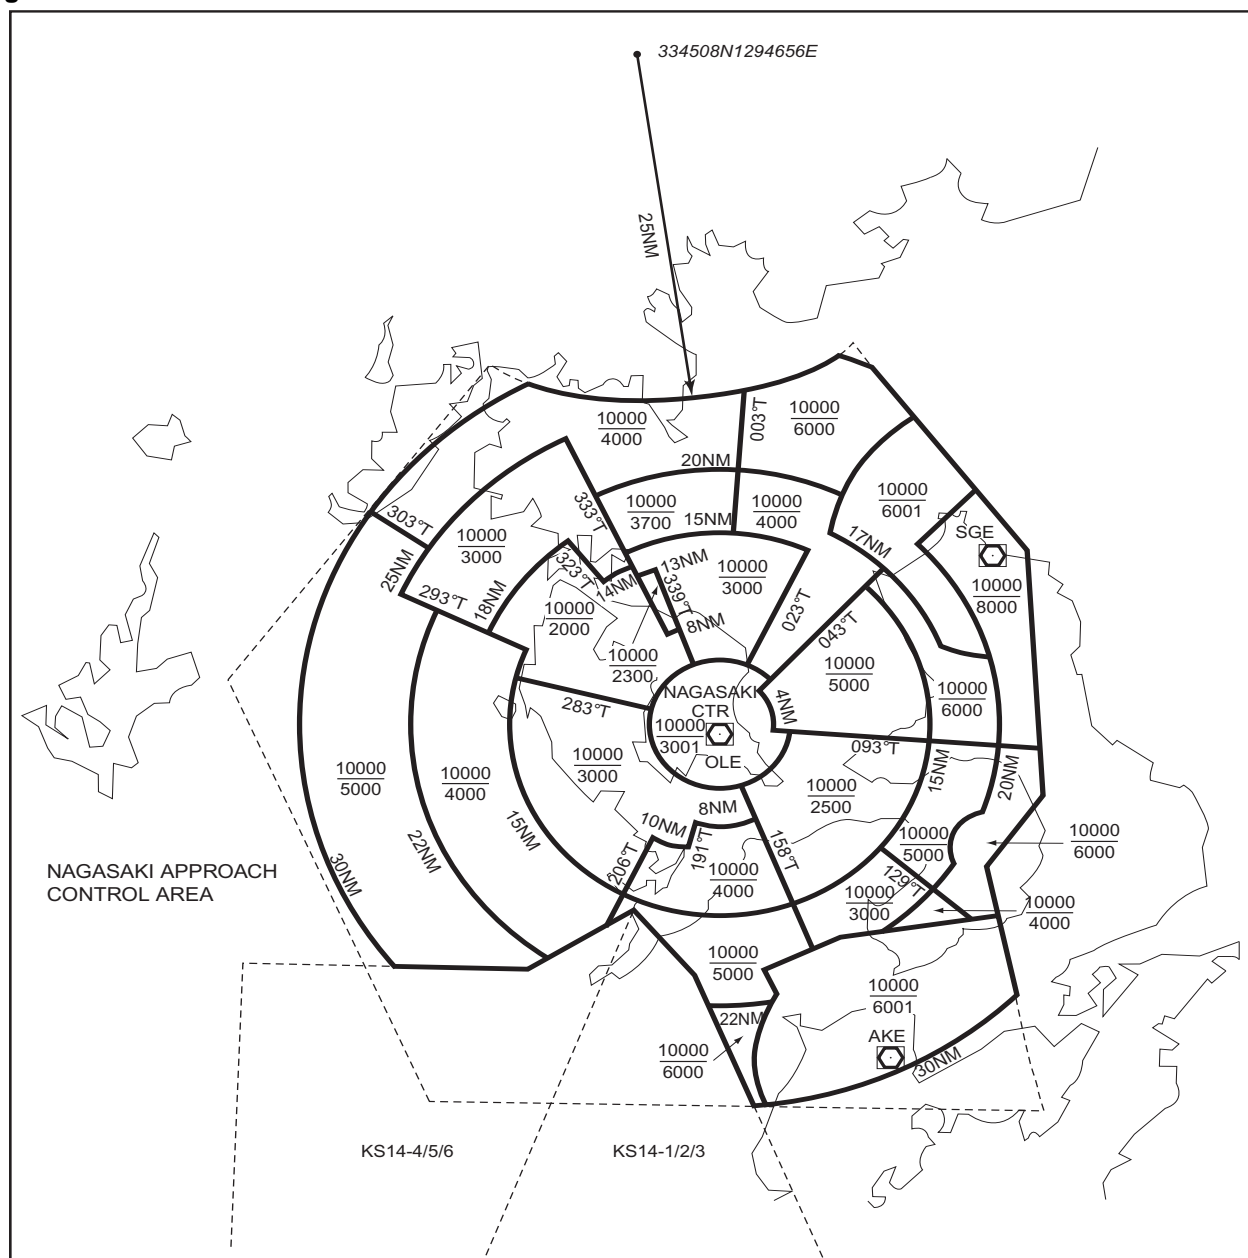 334508N1294656E
25NM
10000
4000
003°T
10000
6000
20NM
10000
3700
15NM
10000
4000
10000
6001
17NM
SGE
10000
8000
303°T
10000
3000
333°T
25NM
293°T
18NM
323°T
14NM
13NM
10000
3000
339°T
8NM
023°T
043°T
10000
2000
10000
2300
10000
5000
283°T
NAGASAKI
CTR
4NM
10000
3001
OLE
10000
6000
093°T
15NM
20NM
10000
3000
10000
5000
10000
4000
10000
2500
8NM
10NM
15NM
22NM
30NM
206°T
191°T
158°T
10000
4000
10000
5000
10000
6000
129°T
10000
3000
10000
4000
NAGASAKI APPROACH
CONTROL AREA
10000
5000
10000
6001
22NM
AKE
30NM
10000
6000
KS14-4/5/6
KS14-1/2/3